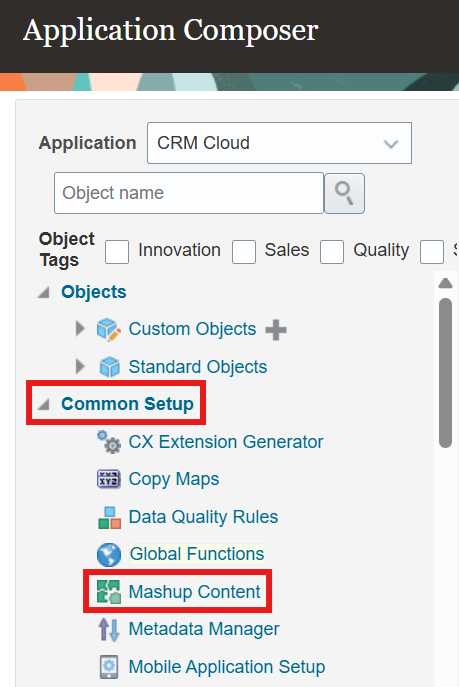 Application Composer
Application CRM Cloud
Object name
Object Tags Innovation Sales Quality
Objects
Custom Objects
Standard Objects
Common Setup
CX Extension Generator
Copy Maps
Data Quality Rules
Global Functions
Mashup Content
Metadata Manager
Mobile Application Setup